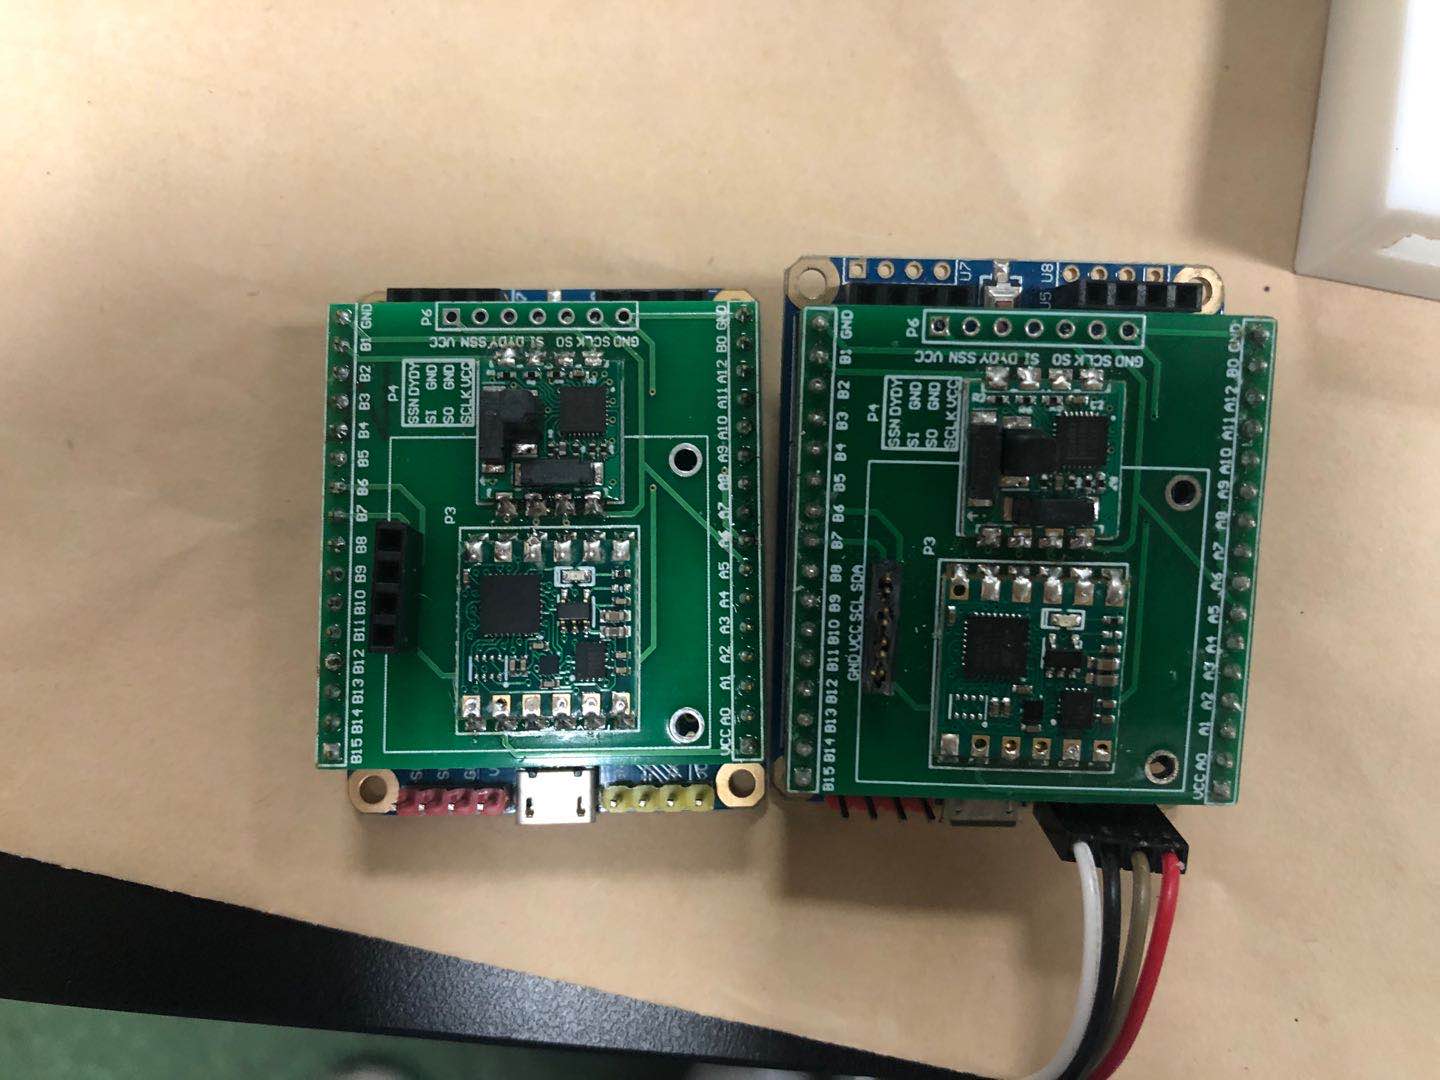 P6
GND SCLK SO SI DYDY SSN VCC
P4
SSN DYDY
SI GND
SO GND
SCLK VCC
P3
GND
B1
B2
B3
B4
B5
B6
B7
B8
B9
B10
B11
B12
B13
B14
B15
GND
B0
A12
A11
A10
A9
A8
A7
A6
A5
A4
A3
A2
A1
A0
VCC
S
S
G
U7
U8
U5
P6
GND SCLK SO SI DYDY SSN VCC
P4
SSN DYDY
SI GND
SO GND
SCLK VCC
P3
GND VCC SCL SDA
GND
B1
B2
B3
B4
B5
B6
B7
B8
B9
B10
B11
B12
B13
B14
B15
GND
B0
A12
A11
A10
A9
A8
A7
A6
A5
A4
A3
A2
A1
A0
VCC